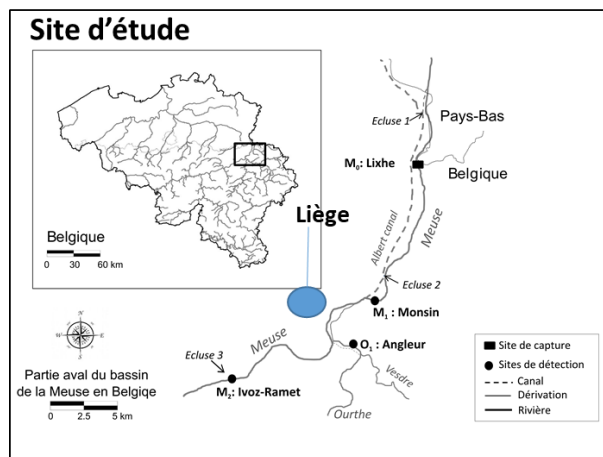 Site d'étude
Belgique
0 30 60 km
Liège
Ecluse 1
Pays-Bas
M0: Lixhe
Belgique
Albert canal
Meuse
Ecluse 2
M1 : Monsin
Ecluse 3
Meuse
O1 : Angleur
Vesdre
M2: Ivoz-Ramet
Ourthe
N
W
E
S
Partie aval du bassin
de la Meuse en Belgiqe
0 2.5 5 km
Site de capture
Sites de détection
Canal
Dérivation
Rivière